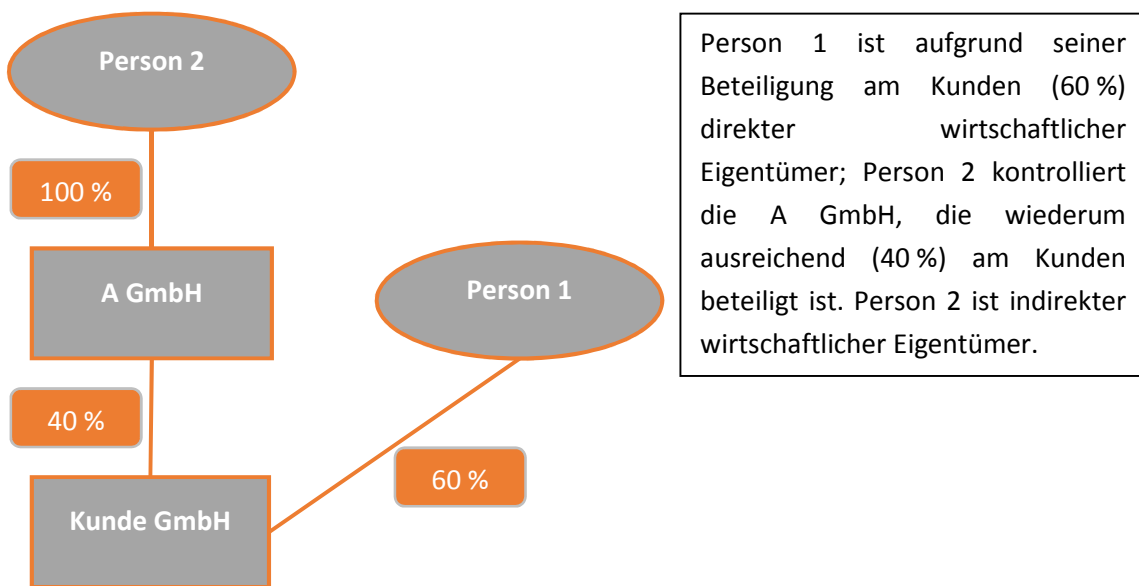 Person 2
100 %
A GmbH
Person 1
40 %
60 %
Kunde GmbH
Person 1 ist aufgrund seiner
Beteiligung am Kunden (60 %)
direkter wirtschaftlicher
Eigentümer; Person 2 kontrolliert
die A GmbH, die wiederum
ausreichend (40 %) am Kunden
beteiligt ist. Person 2 ist indirekter
wirtschaftlicher Eigentümer.